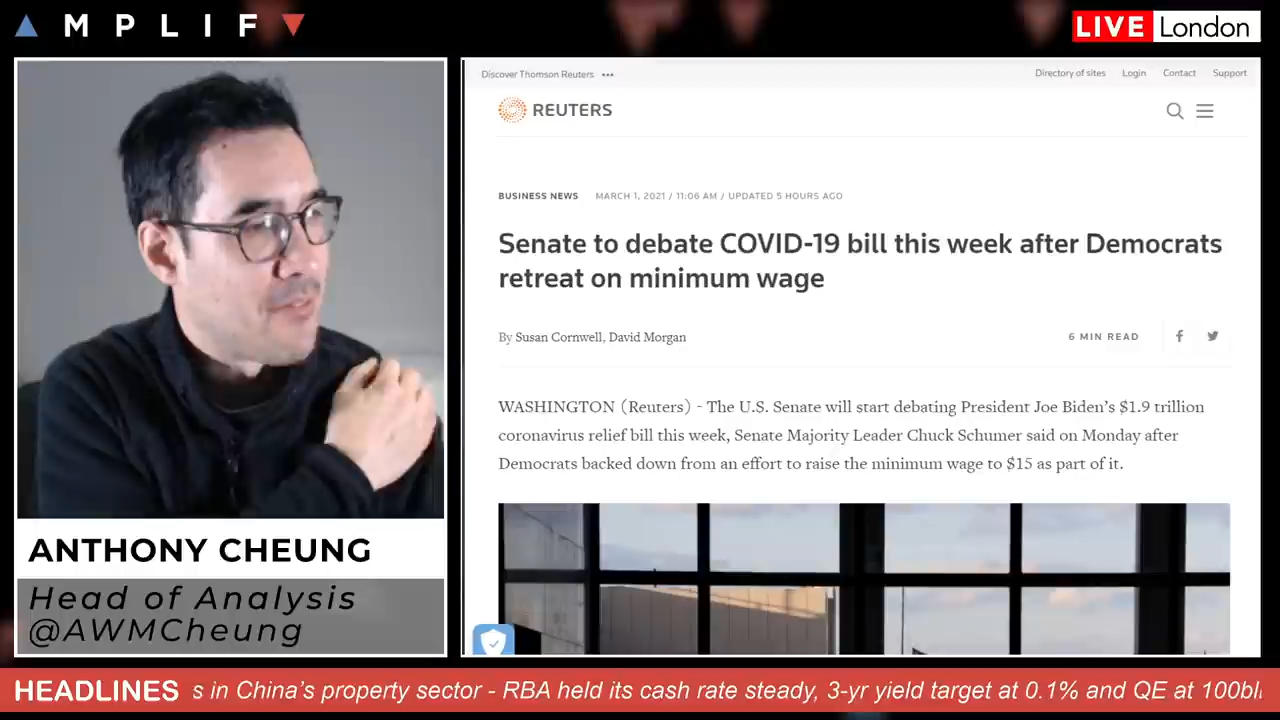 AMPLIFY
LIVE London
Discover Thomson Reuters •••
Directory of sites Login Contact Support
REUTERS
BUSINESS NEWS MARCH 1, 2021 / 11:06 AM / UPDATED 5 HOURS AGO
Senate to debate COVID-19 bill this week after Democrats
retreat on minimum wage
By Susan Cornwell, David Morgan
6 MIN READ
WASHINGTON (Reuters) - The U.S. Senate will start debating President Joe Biden’s $1.9 trillion
coronavirus relief bill this week, Senate Majority Leader Chuck Schumer said on Monday after
Democrats backed down from an effort to raise the minimum wage to $15 as part of it.
ANTHONY CHEUNG
Head of Analysis
@AWMCheung
HEADLINES s in China’s property sector - RBA held its cash rate steady, 3-yr yield target at 0.1% and QE at 100bl